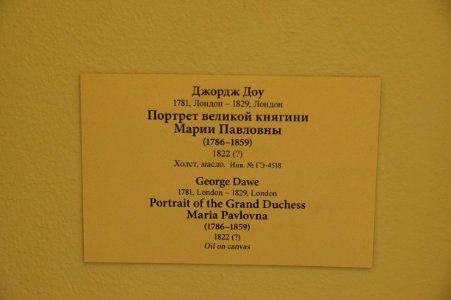 Джордж Доу
1781, Лондон – 1829, Лондон
Портрет великой княгини
Марии Павловны
(1786–1859)
1822 (?)
Холст, масло. Инв. № ГЭ-4518
George Dawe
1781, London – 1829, London
Portrait of the Grand Duchess
Maria Pavlovna
(1786–1859)
1822 (?)
Oil on canvas